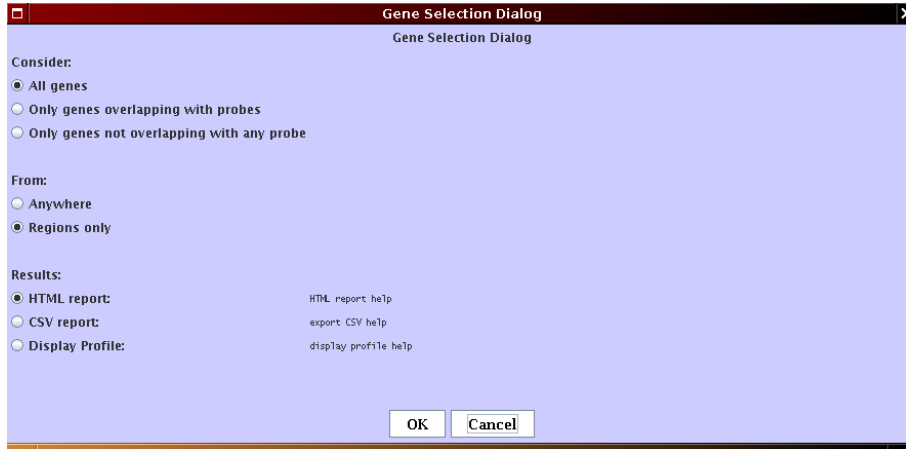 Gene Selection Dialog
Gene Selection Dialog
Consider:
All genes
Only genes overlapping with probes
Only genes not overlapping with any probe
From:
Anywhere
Regions only
Results:
HTML report: HTML report help
CSV report: export CSV help
Display Profile: display profile help
OK Cancel